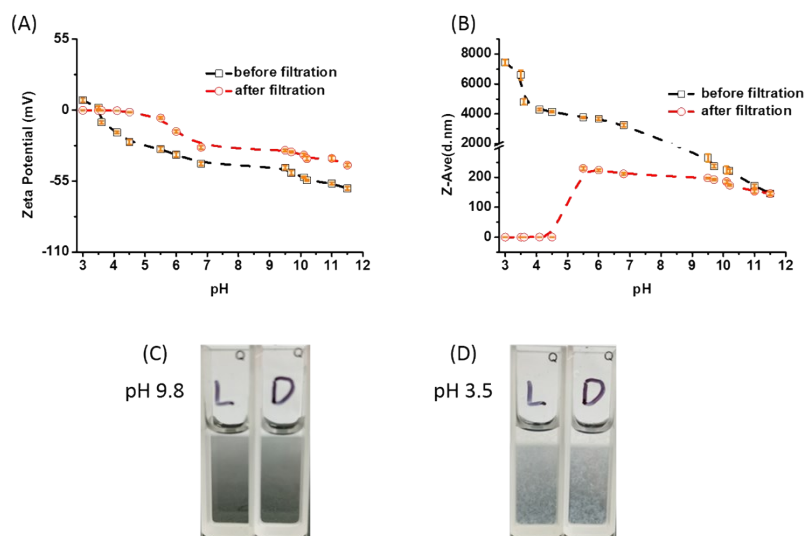 (A)
55
0
-55
-110
Zeta Potential (mV)
before filtration
after filtration
3 4 5 6 7 8 9 10 11 12
pH
(B)
8000
6000
4000
2000
200
150
100
50
0
Z-Ave(d.nm)
before filtration
after filtration
3 4 5 6 7 8 9 10 11 12
pH
(C)
pH 9.8
Q Q
L D
(D)
pH 3.5
Q Q
L D